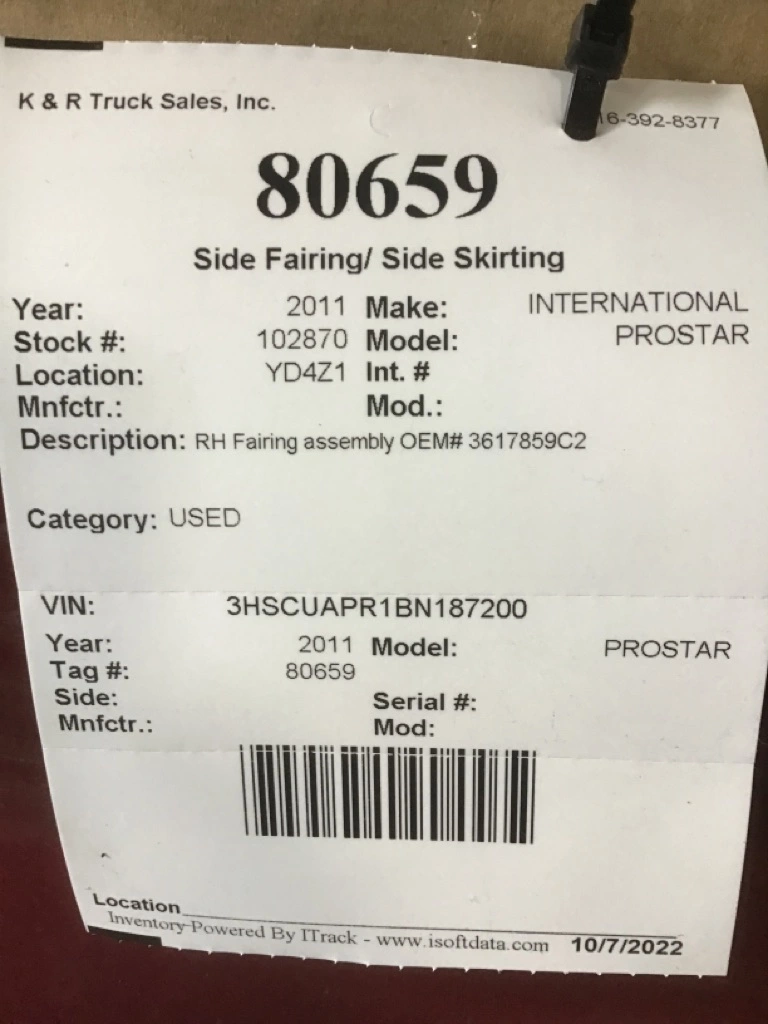 K & R Truck Sales, Inc.
16-392-8377
80659
Side Fairing/ Side Skirting
Year: 2011 Make: INTERNATIONAL
Stock #: 102870 Model: PROSTAR
Location: YD4Z1 Int. #
Mnfctr.: Mod.:
Description: RH Fairing assembly OEM# 3617859C2
Category: USED
VIN: 3HSCUAPR1BN187200
Year: 2011 Model: PROSTAR
Tag #: 80659
Side: Serial #:
Mnfctr.: Mod:
Location
Inventory Powered By ITrack - www.isoftdata.com 10/7/2022